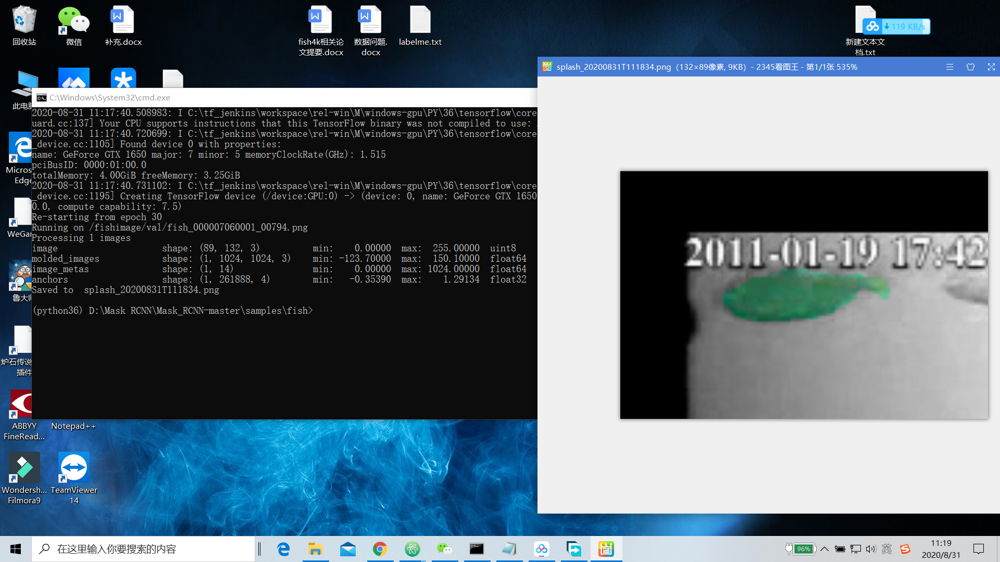 回收站
微信
补充.docx
fish4k相关论
文提要.docx
数据问题.
docx
labelme.txt
新建文本文
档.txt
119 KB/s
splash_20200831T111834.png (132×89像素, 9KB) - 2345看图王 - 第1/1张 535%
此电脑
C:\Windows\System32\cmd.exe
2020-08-31 11:17:40.508983: I C:\tf_jenkins\workspace\rel-win\M\windows-gpu\PY\36\tensorflow\core
uard.cc:137] Your CPU supports instructions that this TensorFlow binary was not compiled to use:
2020-08-31 11:17:40.720699: I C:\tf_jenkins\workspace\rel-win\M\windows-gpu\PY\36\tensorflow\core
_device.cc:1105] Found device 0 with properties:
name: GeForce GTX 1650 major: 7 minor: 5 memoryClockRate(GHz): 1.515
pciBusID: 0000:01:00.0
totalMemory: 4.00GiB freeMemory: 3.25GiB
2020-08-31 11:17:40.731102: I C:\tf_jenkins\workspace\rel-win\M\windows-gpu\PY\36\tensorflow\core
_device.cc:1195] Creating TensorFlow device (/device:GPU:0) -> (device: 0, name: GeForce GTX 1650
0.0, compute capability: 7.5)
Re-starting from epoch 30
Running on /fishimage/val/fish_000007060001_00794.png
Processing 1 images
image shape: (89, 132, 3) min: 0.00000 max: 255.00000 uint8
molded_images shape: (1, 1024, 1024, 3) min: -123.70000 max: 150.10000 float64
image_metas shape: (1, 14) min: 0.00000 max: 1024.00000 float64
anchors shape: (1, 261888, 4) min: -0.35390 max: 1.29134 float32
Saved to splash_20200831T111834.png
(python36) D:\Mask RCNN\Mask_RCNN-master\samples\fish>
2011-01-19 17:42
Micros
Edge
WeGa
鲁大师
炉石传说
插件
ABBYY
FineRead...
Notepad++
Wondersh...
Filmora9
TeamViewer
14
在这里输入你要搜索的内容
96%
英
11:19
2020/8/31